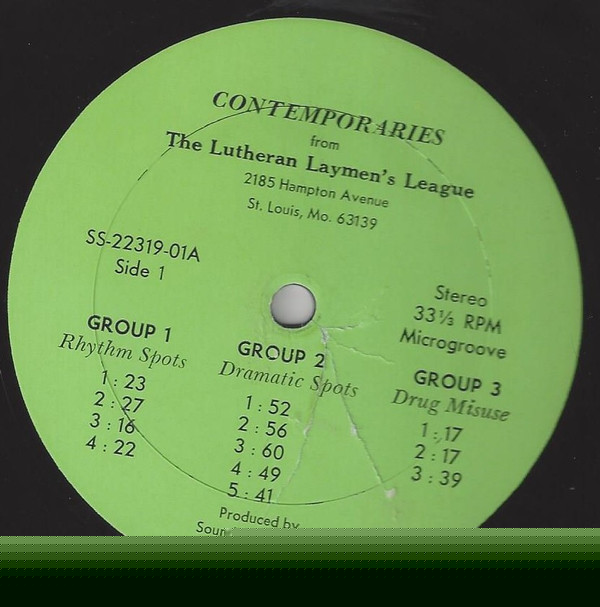 CONTEMPORARIES
from
The Lutheran Laymen's League
2185 Hampton Avenue
St. Louis, Mo. 63139
SS-22319-01A
Side 1
Stereo
33⅓ RPM
Microgroove
GROUP 1
Rhythm Spots
1 : 23
2 : 27
3 : 16
4 : 22
GROUP 2
Dramatic Spots
1 : 52
2 : 56
3 : 60
4 : 49
5 : 41
GROUP 3
Drug Misuse
1 : 17
2 : 17
3 : 39
Produced by